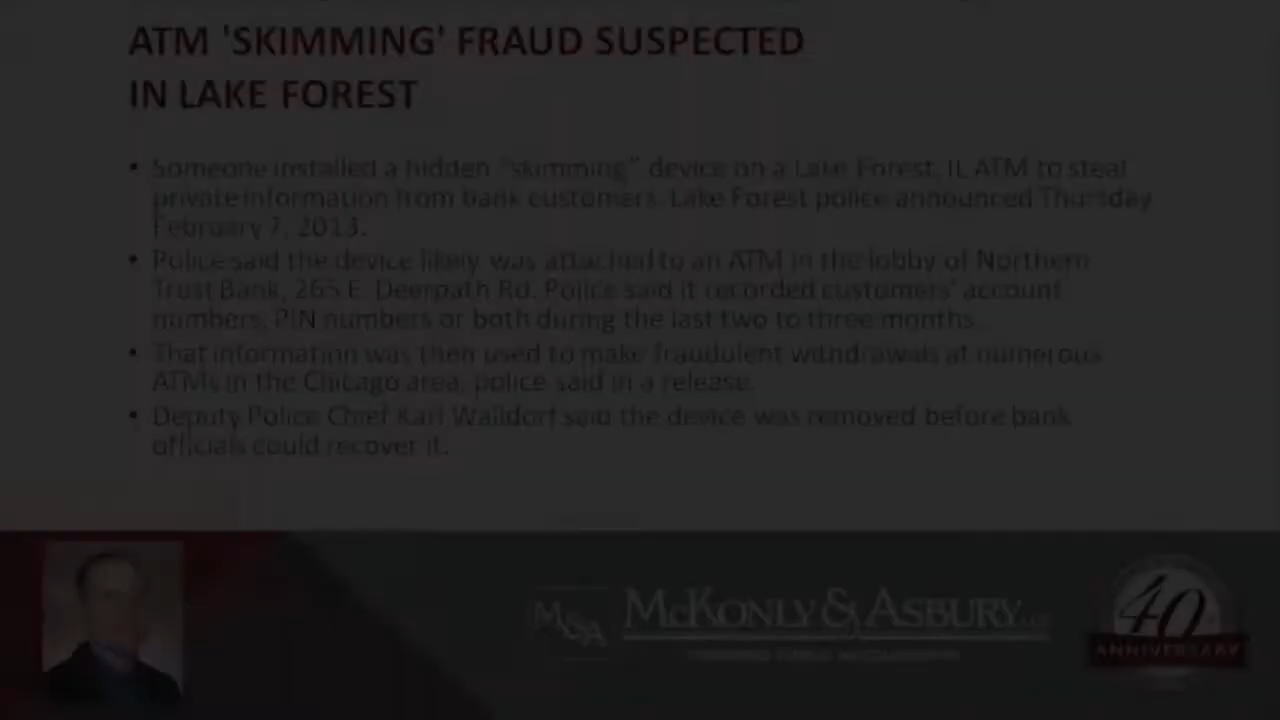 ATM 'SKIMMING' FRAUD SUSPECTED
IN LAKE FOREST
• Someone installed a hidden "skimming" device on a Lake Forest, IL ATM to steal
private information from bank customers, Lake Forest police announced Thursday
February 7, 2013.
• Police said the device likely was attached to an ATM in the lobby of Northern
Trust Bank, 265 E. Deerpath Rd. Police said it recorded customers' account
numbers, PIN numbers or both during the last two to three months.
• That information was then used to make fraudulent withdrawals at numerous
ATMs in the Chicago area, police said in a release.
• Deputy Police Chief Karl Walldorf said the device was removed before bank
officials could recover it.
M&A
McKonly & Asbury LLP
40
ANNIVERSARY